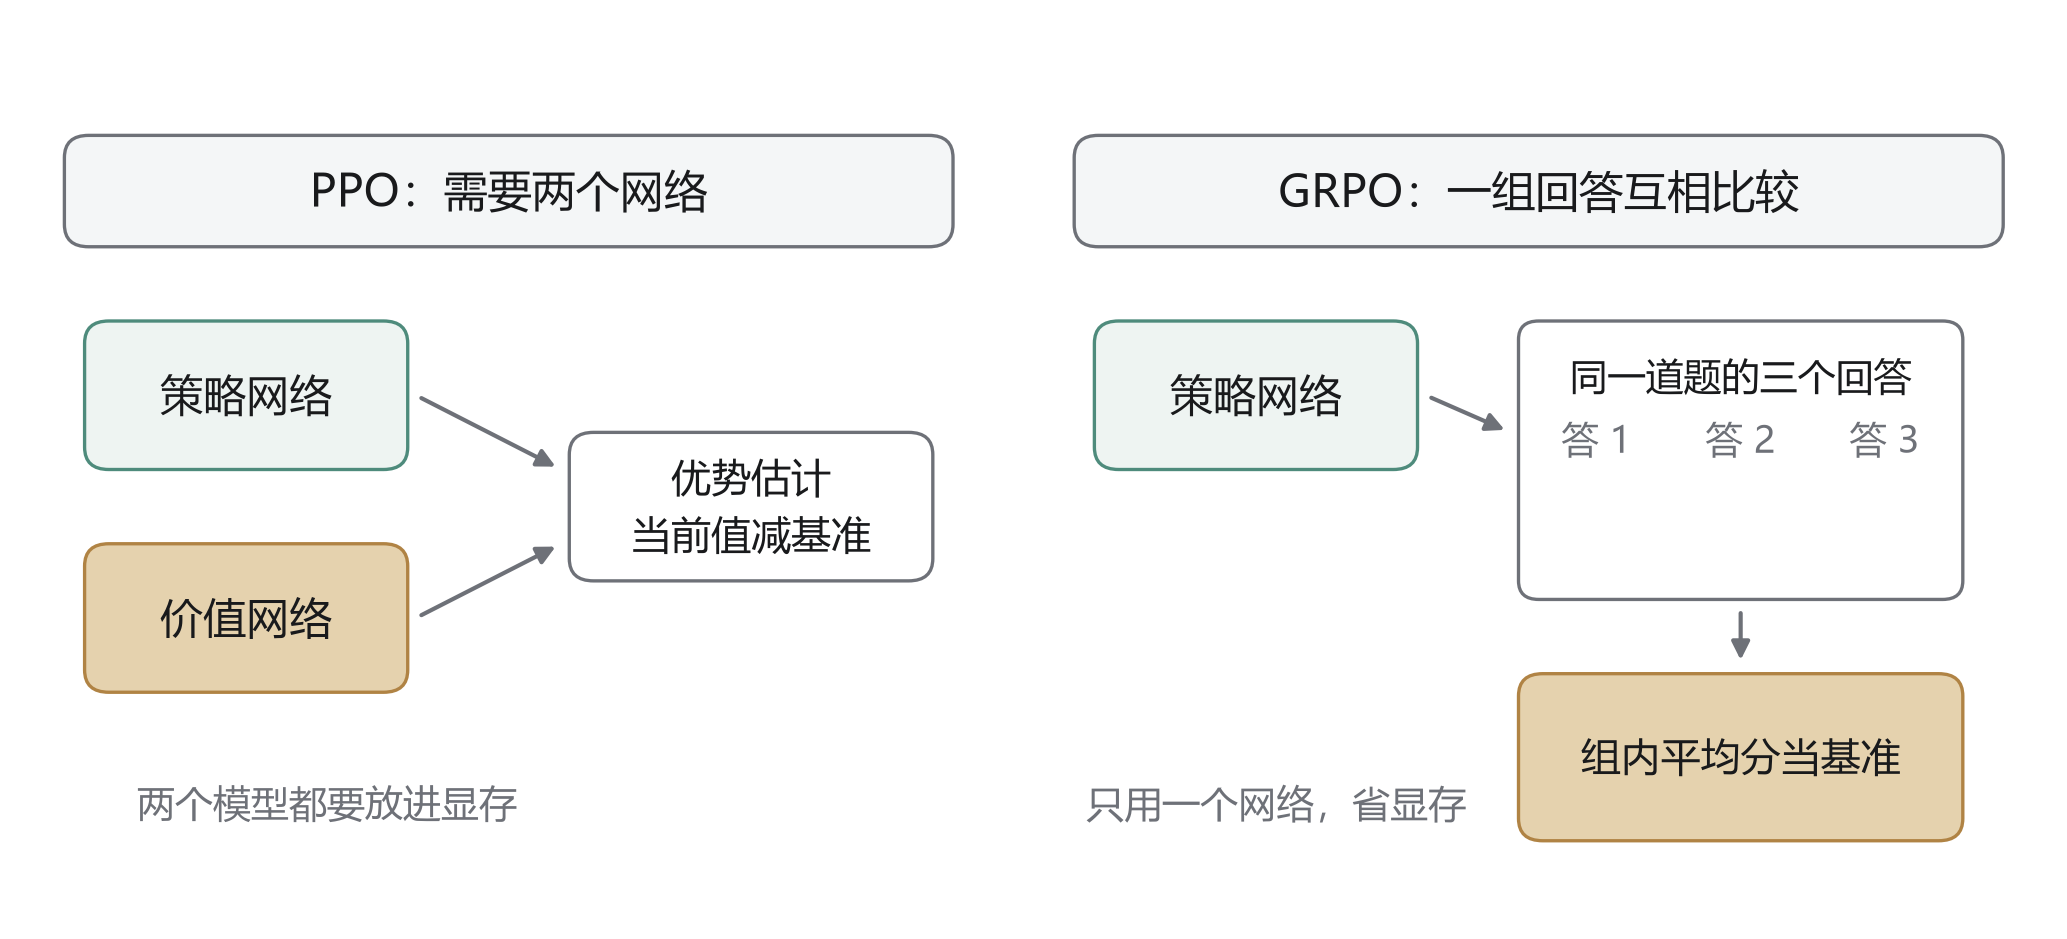 PPO：需要两个网络
策略网络
价值网络
优势估计
当前值减基准
两个模型都要放进显存
GRPO：一组回答互相比较
策略网络
同一道题的三个回答
答 1 答 2 答 3
组内平均分当基准
只用一个网络，省显存